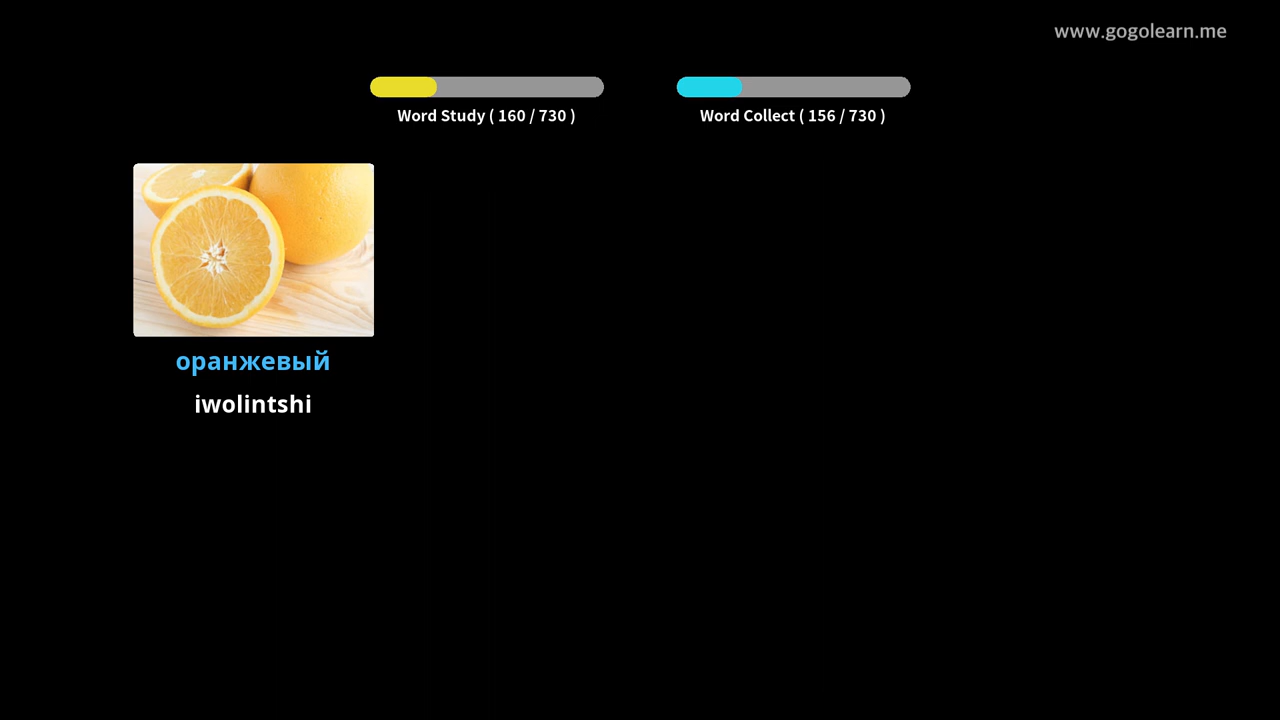 www.gogolearn.me
Word Study ( 160 / 730 )
Word Collect ( 156 / 730 )
оранжевый
iwolintshi